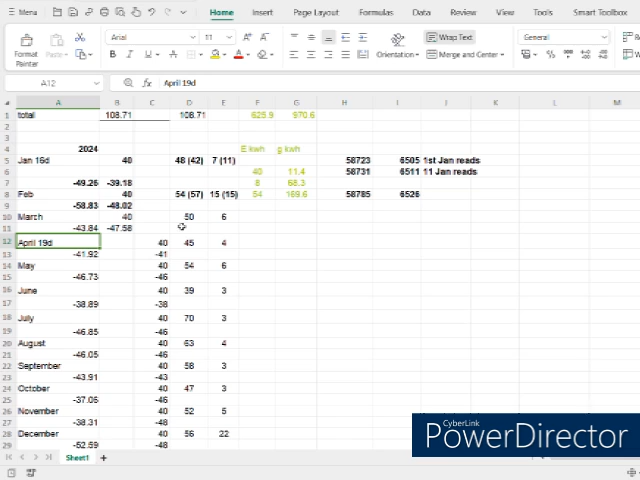 Menu Home Insert Page Layout Formulas Data Review View Tools Smart Toolbox
Format Painter Paste Arial 11 Wrap Text General
B I U A Orientation Merge and Center
A12 fx April 19d
A B C D E F G H I J K L M
1 total 108.71 108.71 625.9 970.6
2
3
4 2024 E kwh g kwh
5 Jan 16d 40 48 (42) 7 (11) 58723 6505 1st Jan reads
6 40 11.4 58731 6511 11 Jan reads
7 -49.26 -39.18 8 68.3
8 Feb 40 54 (57) 15 (15) 54 169.6 58785 6526
9 -58.83 -48.02
10 March 40 50 6
11 -43.84 -47.58
12 April 19d 40 45 4
13 -41.92 -41
14 May 40 54 6
15 -46.73 -46
16 June 40 39 3
17 -38.89 -38
18 July 40 70 3
19 -46.85 -46
20 August 40 63 4
21 -46.05 -46
22 September 40 58 3
23 -43.91 -43
24 October 40 47 3
25 -37.06 -46
26 November 40 52 5
27 -38.31 -48
28 December 40 56 22
29 -52.59 -48
Sheet1 +
CyberLink
PowerDirector